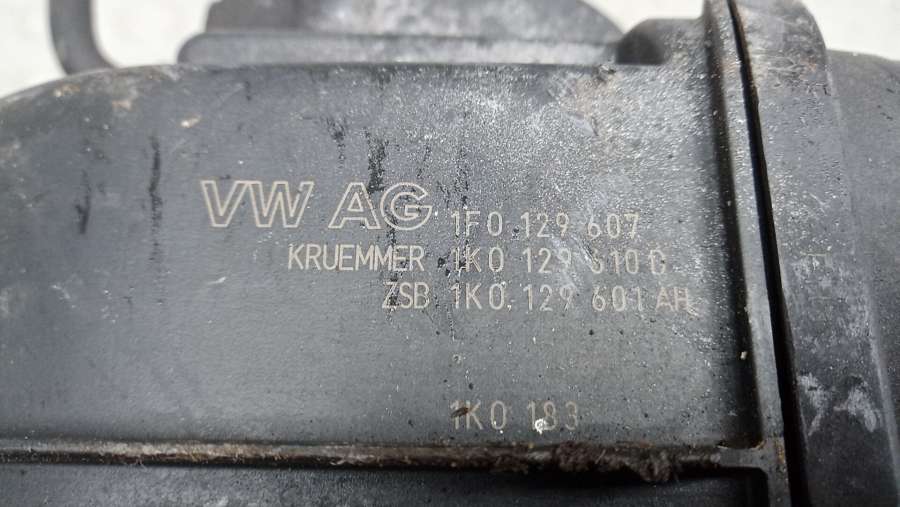 VW AG 1F0 129 607
KRUEMMER 1K0 129 610 G
ZSB 1K0 129 601 AH
1K0 183